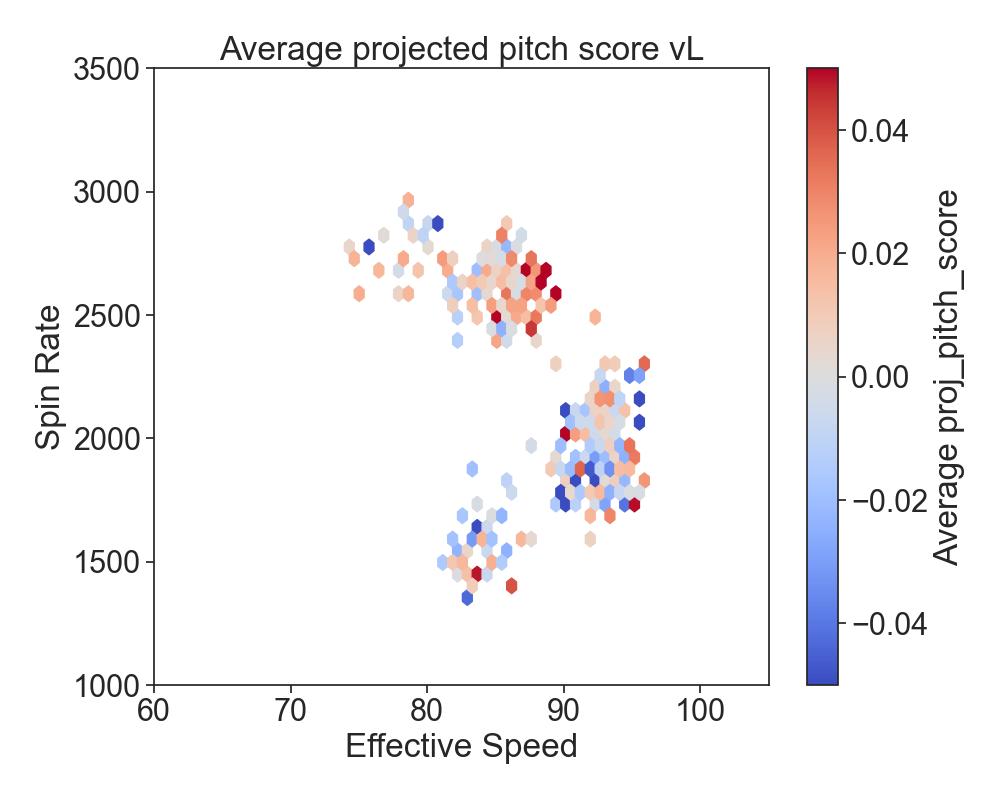 Average projected pitch score vL
3500
3000
2500
2000
1500
1000
Spin Rate
60 70 80 90 100
Effective Speed
0.04
0.02
0.00
−0.02
−0.04
Average proj_pitch_score